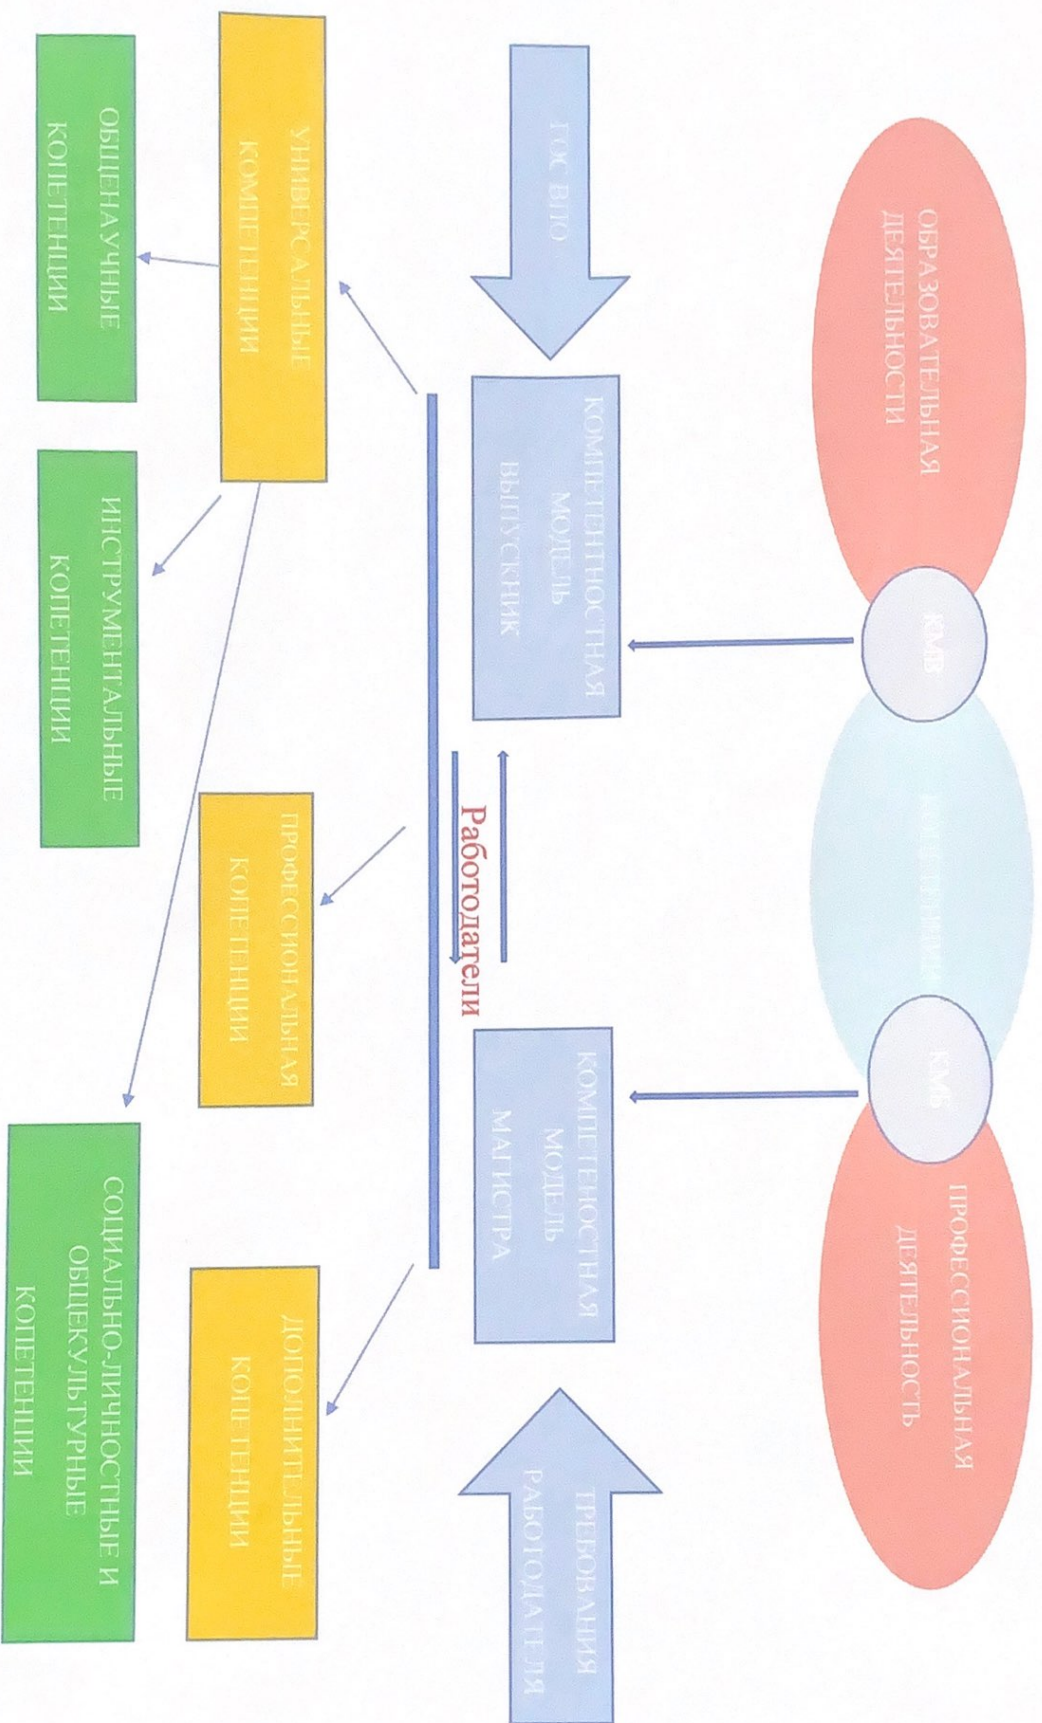 ОБРАЗОВАТЕЛЬНАЯ
ДЕЯТЕЛЬНОСТИ
КМВ
КМБ
ПРОФЕССИОНАЛЬНАЯ
ДЕЯТЕЛЬНОСТЬ
ГОС ВПО
КОМПЕТЕНТНОСТНАЯ
МОДЕЛЬ
ВЫПУСКНИК
Работодатели
КОМПЕТЕНОСТНАЯ
МОДЕЛЬ
МАГИСТРА
ТРЕБОВАНИЯ
РАБОТОДАТЕЛЯ
УНИВЕРСАЛЬНЫЕ
КОМПЕТЕНЦИИ
ПРОФЕССИОНАЛЬНАЯ
КОПЕТЕНЦИИ
ДОПОЛНИТЕЛЬНЫЕ
КОПЕТЕНЦИИ
ОБЩЕНАУЧНЫЕ
КОПЕТЕНЦИИ
ИНСТРУМЕНТАЛЬНЫЕ
КОПЕТЕНЦИИ
СОЦИАЛЬНО-ЛИЧНОСТНЫЕ И
ОБЩЕКУЛЬТУРНЫЕ
КОПЕТЕНЦИИ